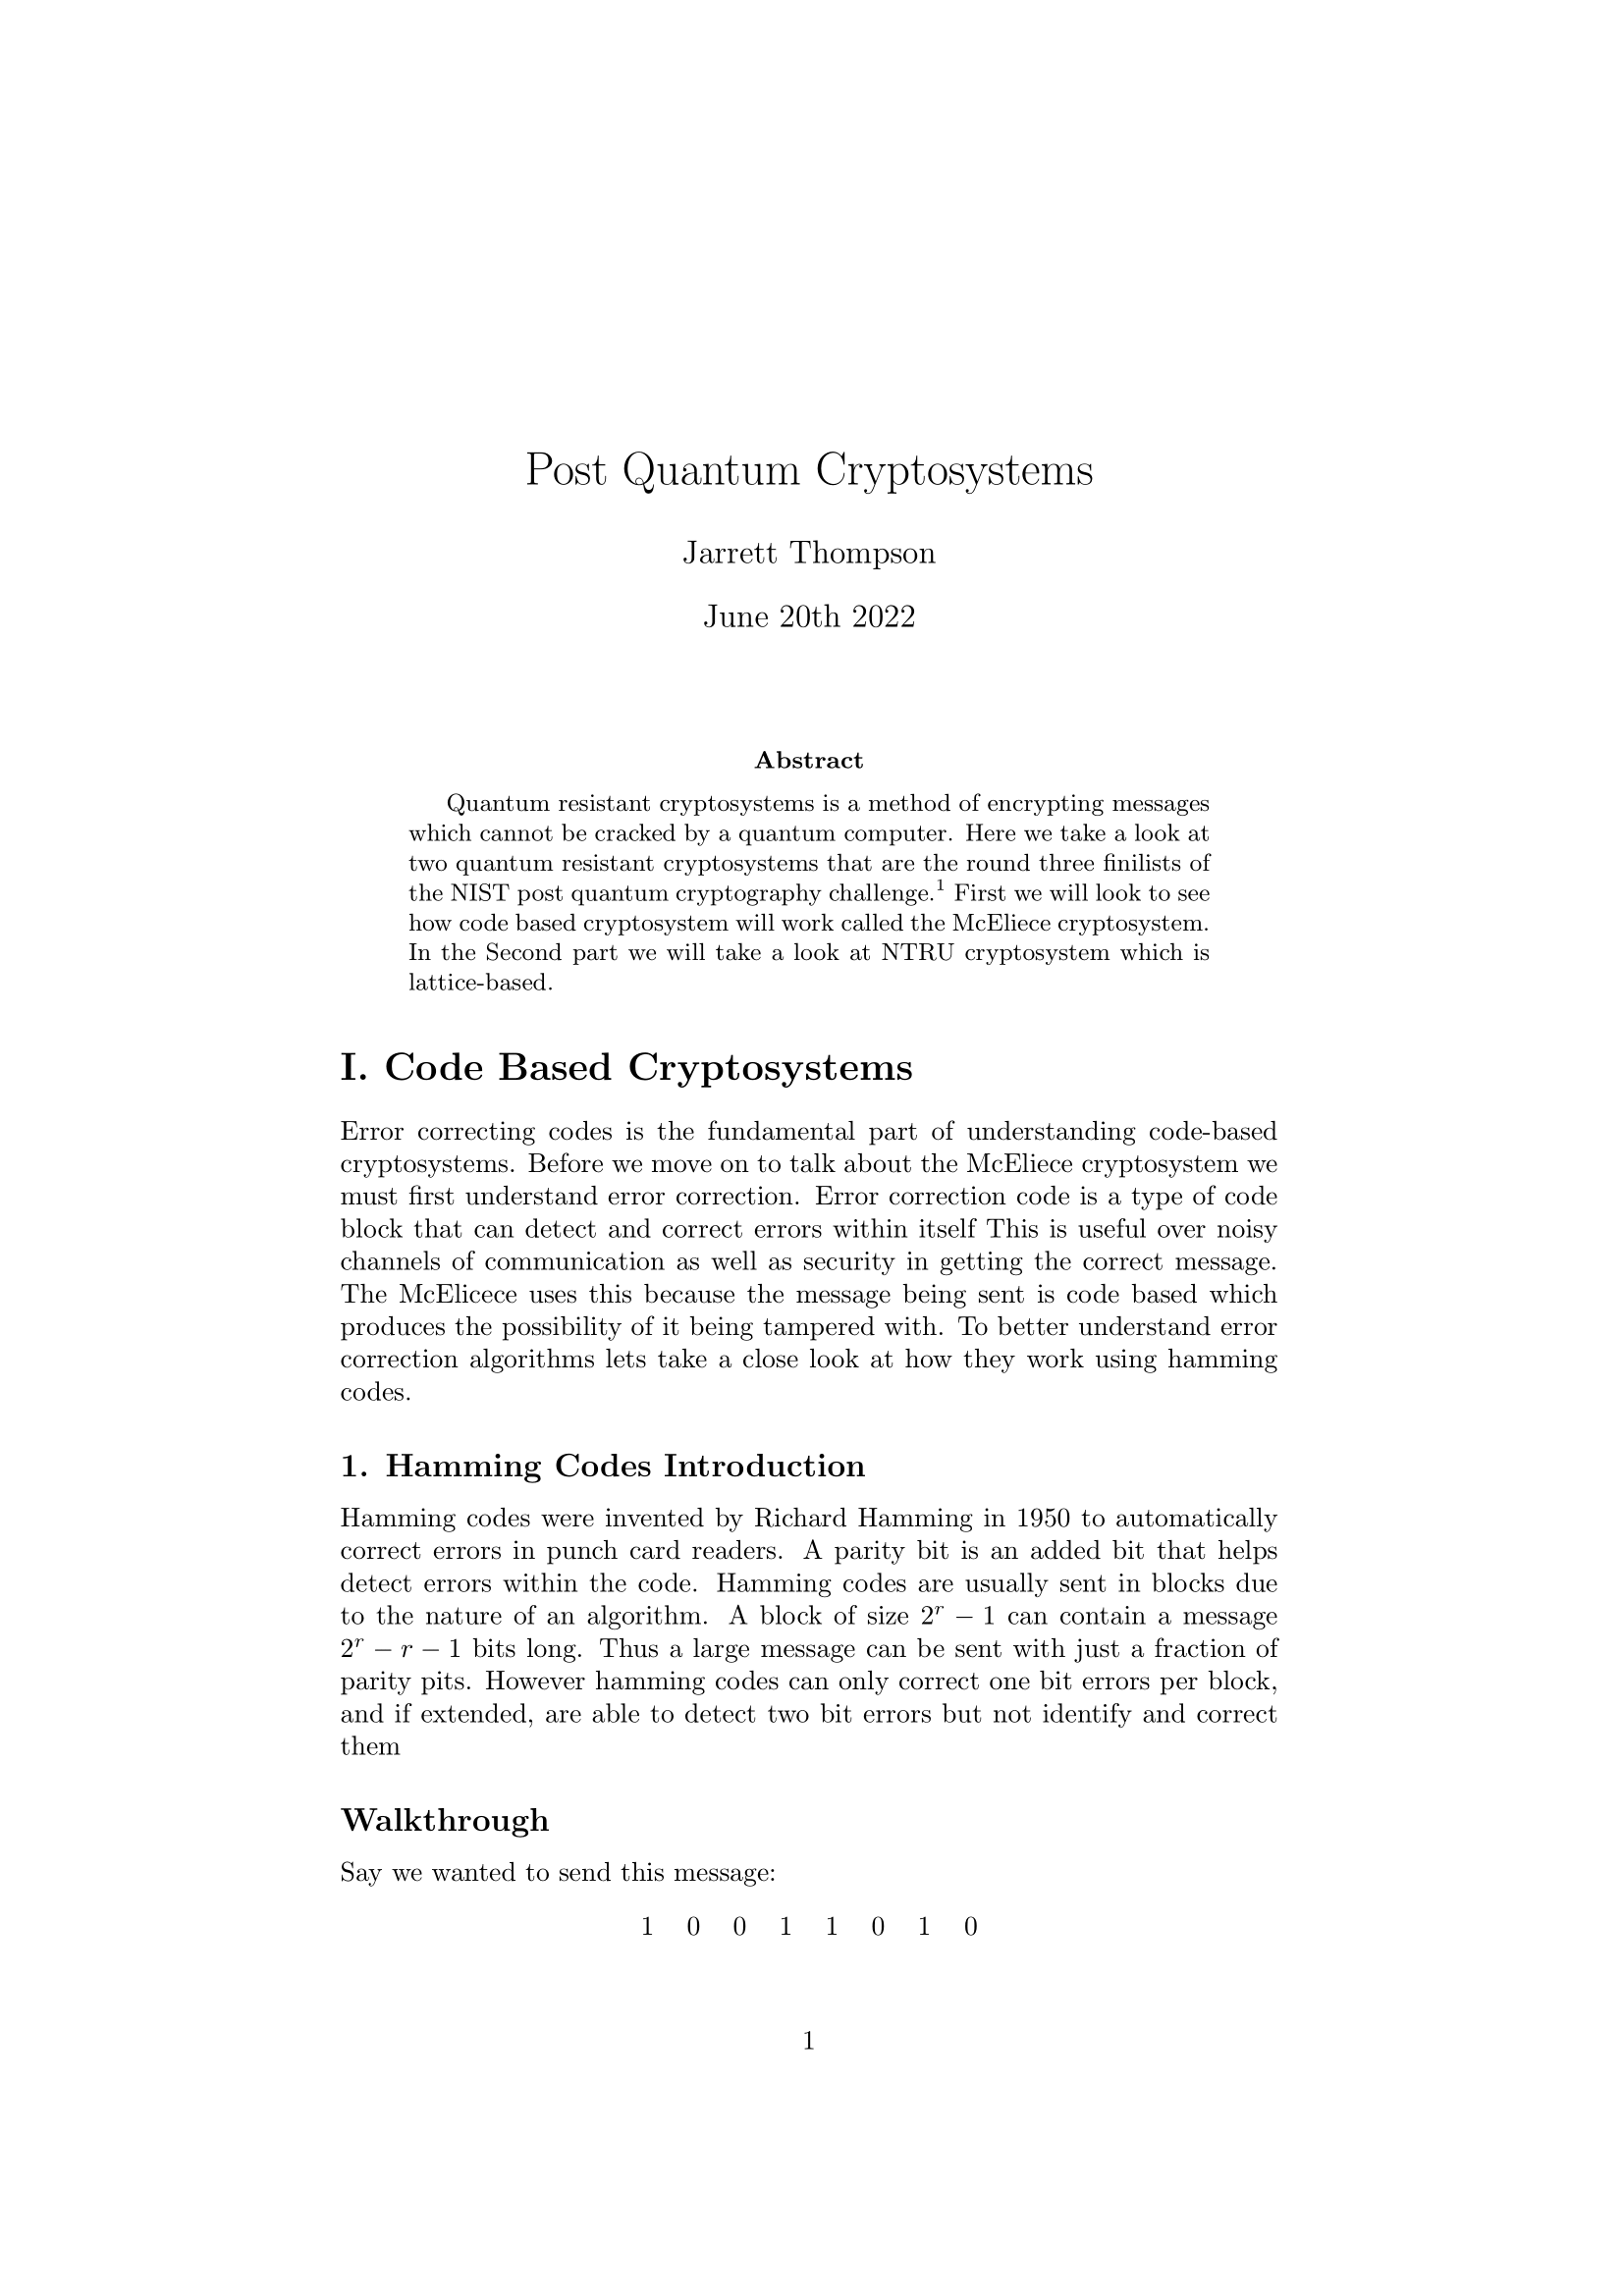 Post Quantum Cryptosystems
Jarrett Thompson
June 20th 2022
Abstract
Quantum resistant cryptosystems is a method of encrypting messages
which cannot be cracked by a quantum computer. Here we take a look at
two quantum resistant cryptosystems that are the round three finilists of
the NIST post quantum cryptography challenge.¹ First we will look to see
how code based cryptosystem will work called the McEliece cryptosystem.
In the Second part we will take a look at NTRU cryptosystem which is
lattice-based.
I. Code Based Cryptosystems
Error correcting codes is the fundamental part of understanding code-based
cryptosystems. Before we move on to talk about the McEliece cryptosystem we
must first understand error correction. Error correction code is a type of code
block that can detect and correct errors within itself This is useful over noisy
channels of communication as well as security in getting the correct message.
The McElicece uses this because the message being sent is code based which
produces the possibility of it being tampered with. To better understand error
correction algorithms lets take a close look at how they work using hamming
codes.
1. Hamming Codes Introduction
Hamming codes were invented by Richard Hamming in 1950 to automatically
correct errors in punch card readers. A parity bit is an added bit that helps
detect errors within the code. Hamming codes are usually sent in blocks due
to the nature of an algorithm. A block of size 2^r − 1 can contain a message
2^r − r − 1 bits long. Thus a large message can be sent with just a fraction of
parity pits. However hamming codes can only correct one bit errors per block,
and if extended, are able to detect two bit errors but not identify and correct
them
Walkthrough
Say we wanted to send this message:
1 0 0 1 1 0 1 0
1